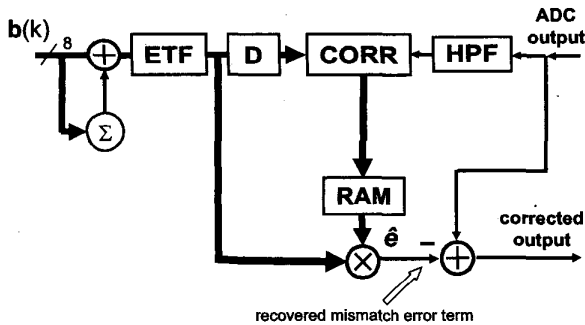 b(k)
8
ETF
D
CORR
HPF
ADC
output
Σ
RAM
ê
corrected
output
recovered mismatch error term